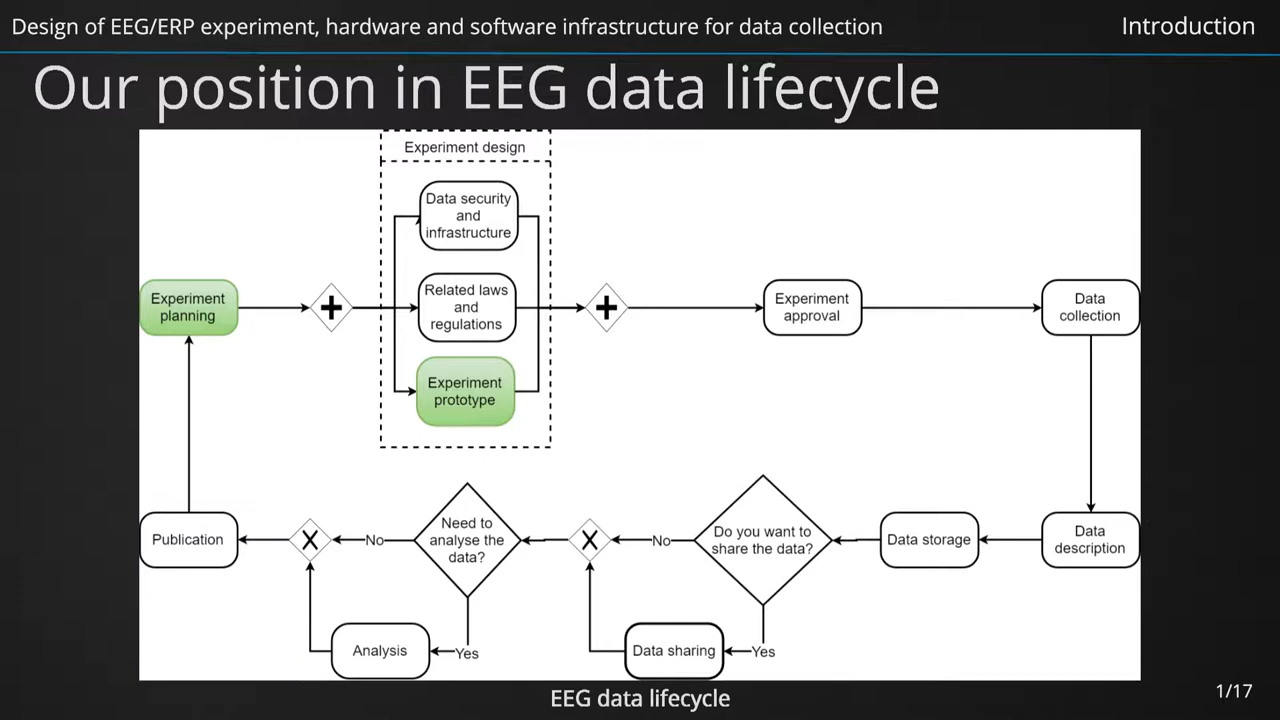 Design of EEG/ERP experiment, hardware and software infrastructure for data collection
Introduction
Our position in EEG data lifecycle
Experiment design
Data security
and
infrastructure
Experiment
planning
Related laws
and
regulations
Experiment
approval
Data
collection
Experiment
prototype
Publication
No
Need to
analyse the
data?
No
Do you want to
share the data?
Data storage
Data
description
Analysis
Yes
Data sharing
Yes
EEG data lifecycle
1/17